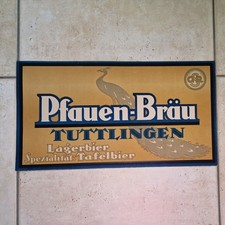 Pfauen-Bräu
TUTTLINGEN
Lagerbier
Spezialität Tafelbier